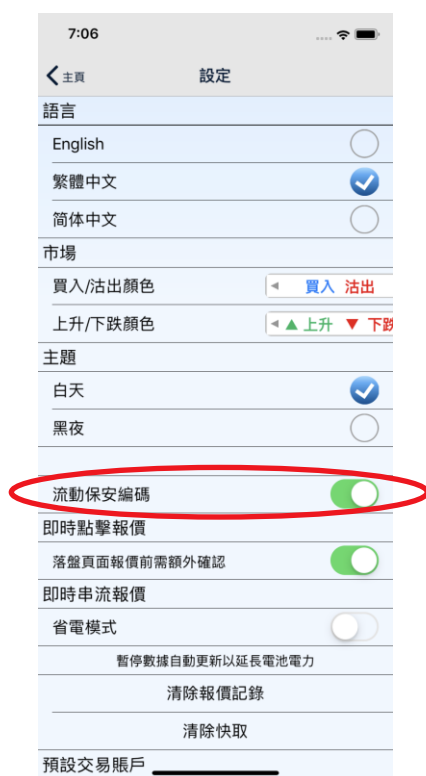 7:06
主頁
設定
語言
English
繁體中文
简体中文
市場
買入/沽出顏色 買入 沽出
上升/下跌顏色 ▲ 上升 ▼ 下跌
主題
白天
黑夜
流動保安編碼
即時點擊報價
落盤頁面報價前需額外確認
即時串流報價
省電模式
暫停數據自動更新以延長電池電力
清除報價記錄
清除快取
預設交易賬戶